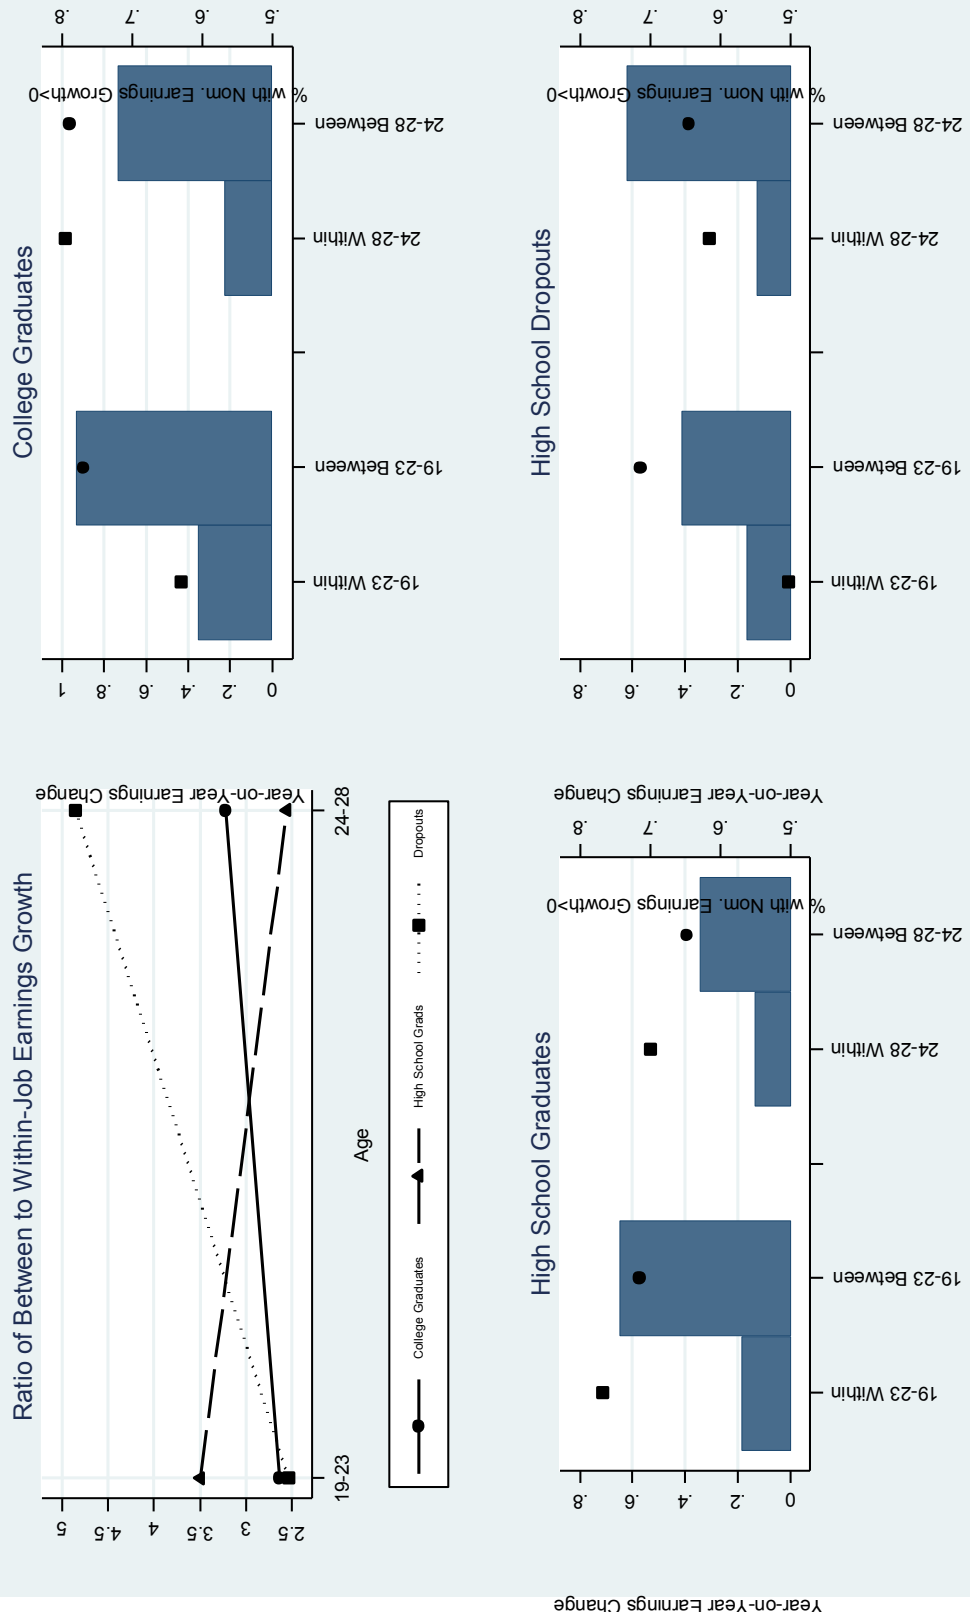 Ratio of Between to Within-Job Earnings Growth
5
4.5
4
3.5
3
2.5
19-23
24-28
Age
College Graduates
High School Grads
Dropouts
College Graduates
Year-on-Year Earnings Change
1
.8
.6
.4
.2
0
% with Nom. Earnings Growth>0
.8
.7
.6
.5
19-23 Within
19-23 Between
24-28 Within
24-28 Between
High School Graduates
Year-on-Year Earnings Change
.8
.6
.4
.2
0
% with Nom. Earnings Growth>0
.8
.7
.6
.5
19-23 Within
19-23 Between
24-28 Within
24-28 Between
High School Dropouts
Year-on-Year Earnings Change
.8
.6
.4
.2
0
% with Nom. Earnings Growth>0
.8
.7
.6
.5
19-23 Within
19-23 Between
24-28 Within
24-28 Between